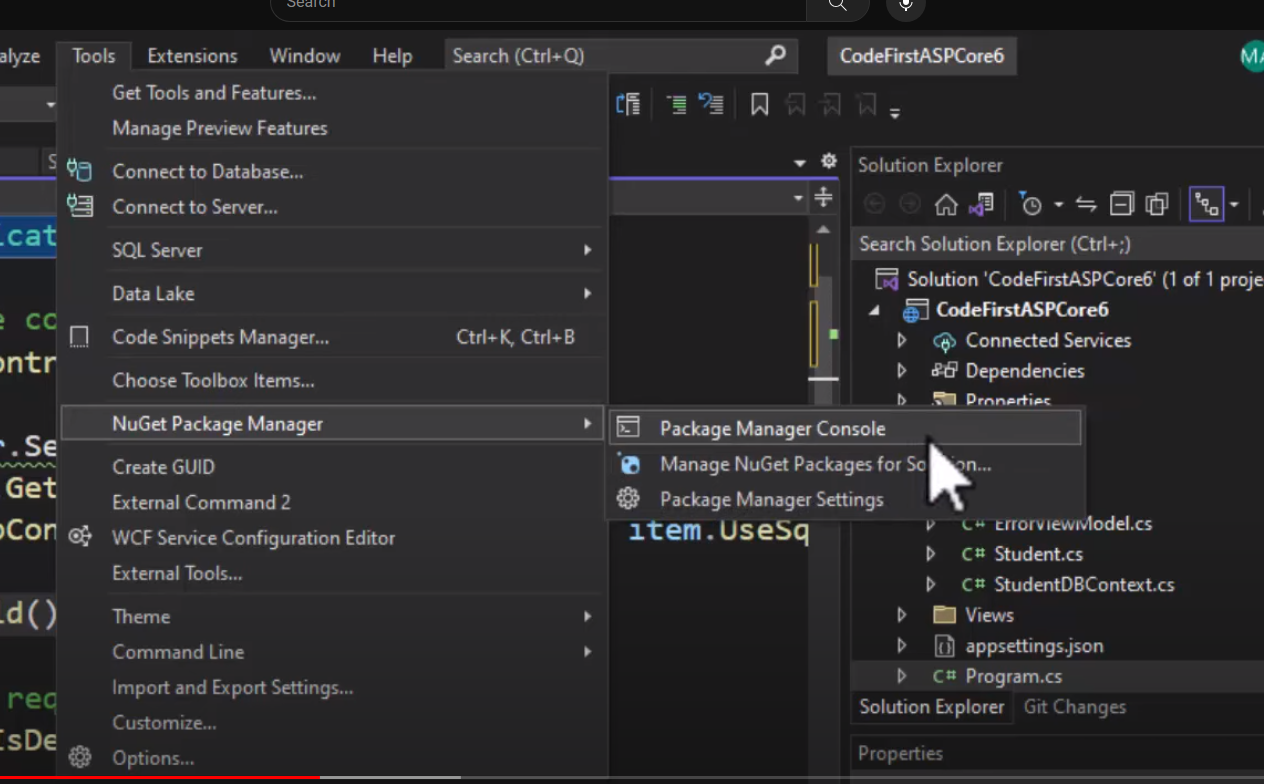 Search
alyze
Tools
Extensions
Window
Help
Search (Ctrl+Q)
CodeFirstASPCore6
MA
Get Tools and Features...
Manage Preview Features
Connect to Database...
Connect to Server...
SQL Server
Data Lake
Code Snippets Manager... Ctrl+K, Ctrl+B
Choose Toolbox Items...
NuGet Package Manager
Create GUID
External Command 2
WCF Service Configuration Editor
External Tools...
Theme
Command Line
Import and Export Settings...
Customize...
Options...
Package Manager Console
Manage NuGet Packages for So on...
Package Manager Settings
icat
e co
ontr
r.Se
.Get
oCon
item.UseSq
ld()
req
IsDe
Solution Explorer
Search Solution Explorer (Ctrl+;)
Solution 'CodeFirstASPCore6' (1 of 1 proje
CodeFirstASPCore6
Connected Services
Dependencies
Properties
C# ErrorViewModel.cs
C# Student.cs
C# StudentDBContext.cs
Views
appsettings.json
C# Program.cs
Solution Explorer
Git Changes
Properties